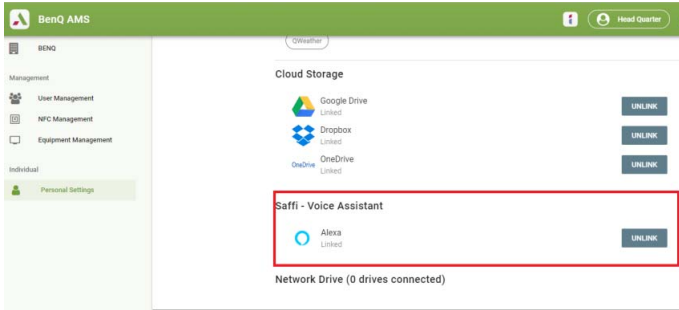 BenQ AMS
Head Quarter
BENQ
Management
User Management
NFC Management
Equipment Management
Individual
Personal Settings
QWeather
Cloud Storage
Google Drive
Linked
UNLINK
Dropbox
Linked
UNLINK
OneDrive
OneDrive
Linked
UNLINK
Saffi - Voice Assistant
Alexa
Linked
UNLINK
Network Drive (0 drives connected)